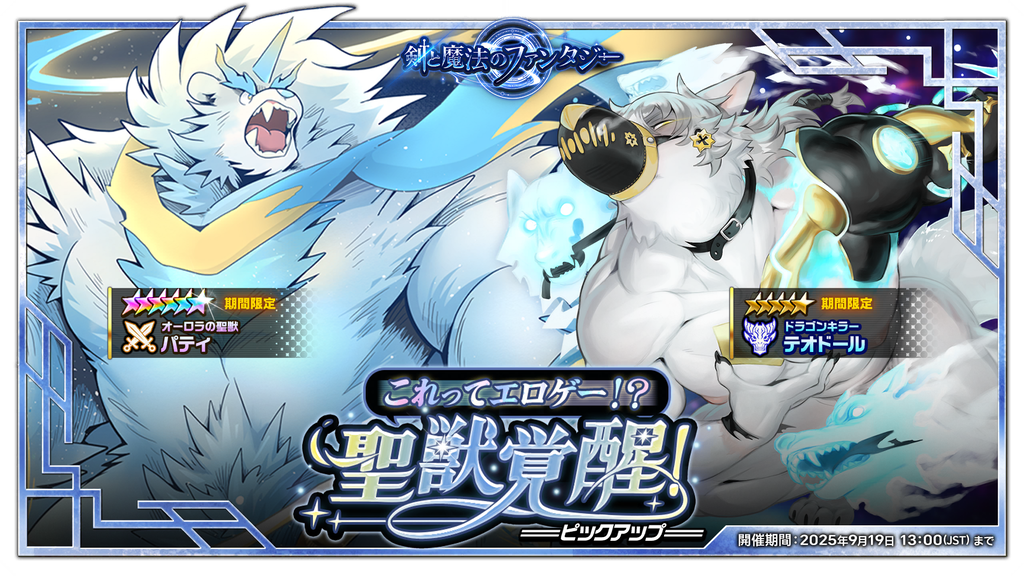 剣と魔法のファンタジー
期間限定
オーロラの聖獣
パティ
期間限定
ドラゴンキラー
テオドール
これってエロゲー!?
聖獣覚醒!
ピックアップ
開催期間:2025年9月19日 13:00(JST)まで